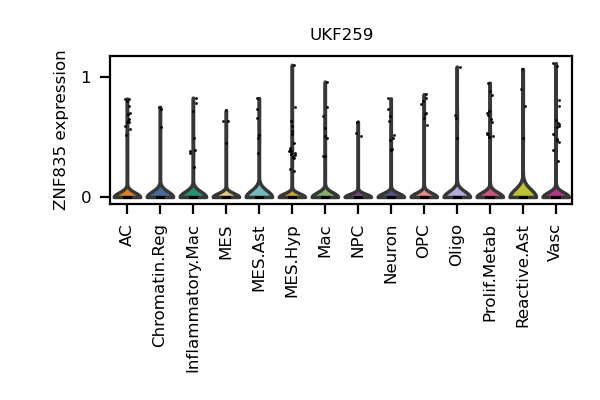 UKF259
ZNF835 expression
1
0
AC
Chromatin.Reg
Inflammatory.Mac
MES
MES.Ast
MES.Hyp
Mac
NPC
Neuron
OPC
Oligo
Prolif.Metab
Reactive.Ast
Vasc